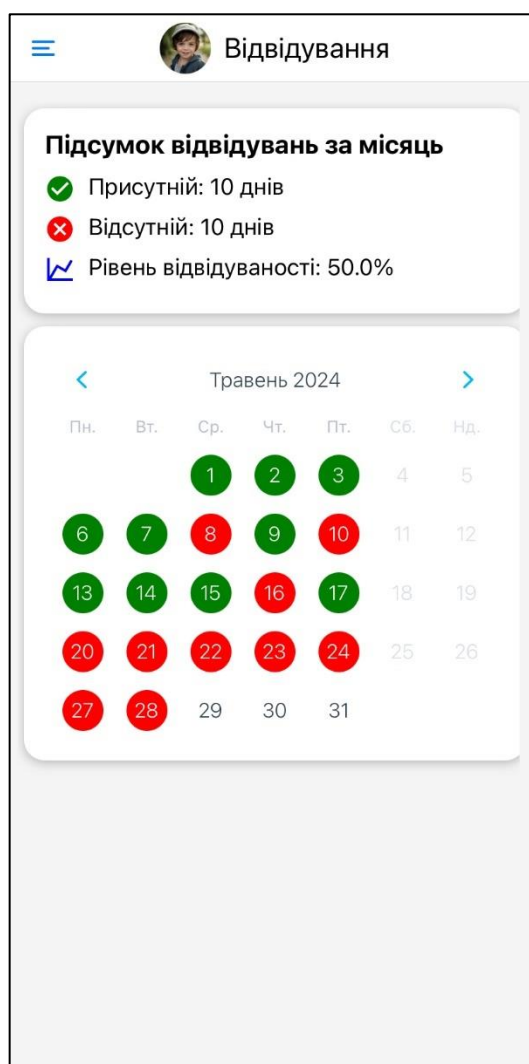 Відвідування
Підсумок відвідувань за місяць
Присутній: 10 днів
Відсутній: 10 днів
Рівень відвідуваності: 50.0%
Травень 2024
Пн. Вт. Ср. Чт. Пт. Сб. Нд.
1 2 3 4 5
6 7 8 9 10 11 12
13 14 15 16 17 18 19
20 21 22 23 24 25 26
27 28 29 30 31